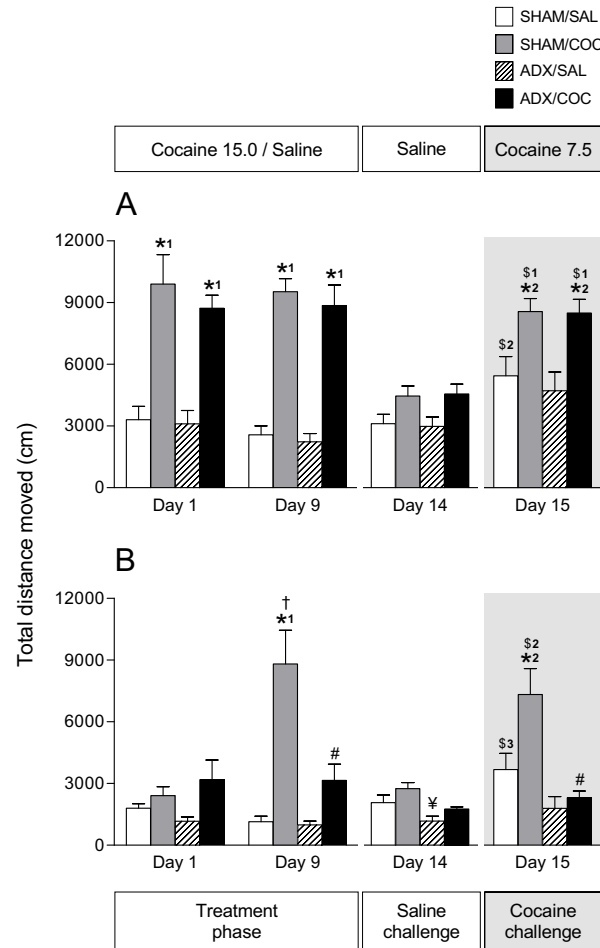 SHAM/SAL
SHAM/COC
ADX/SAL
ADX/COC
Cocaine 15.0 / Saline
Saline
Cocaine 7.5
A
12000
9000
6000
3000
0
*1
*1
*1
*1
$2
$1
*2
$1
*2
Day 1
Day 9
Day 14
Day 15
Total distance moved (cm)
B
12000
9000
6000
3000
0
†
*1
#
¥
$3
$2
*2
#
Day 1
Day 9
Day 14
Day 15
Treatment
phase
Saline
challenge
Cocaine
challenge